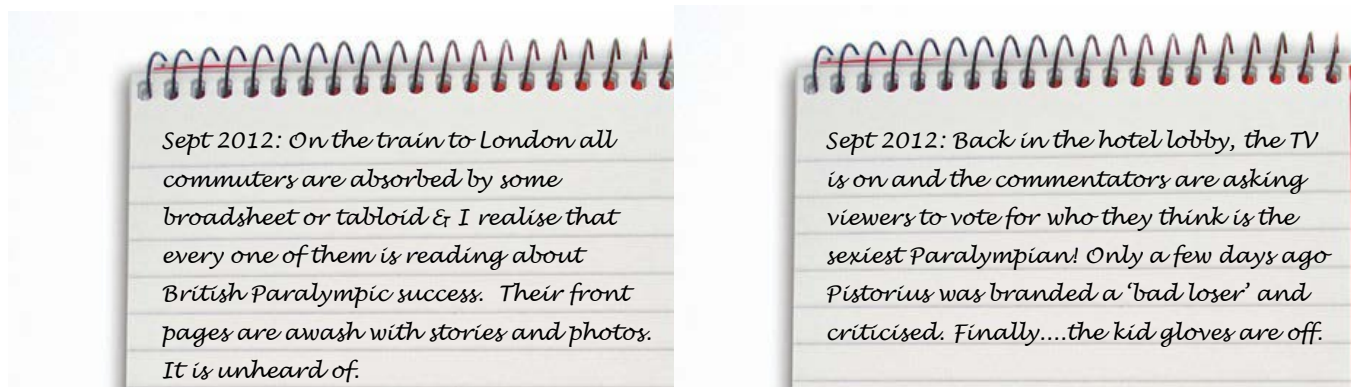 Sept 2012: On the train to London all
commuters are absorbed by some
broadsheet or tabloid & I realise that
every one of them is reading about
British Paralympic success.  Their front
pages are awash with stories and photos.
It is unheard of.
Sept 2012: Back in the hotel lobby, the TV
is on and the commentators are asking
viewers to vote for who they think is the
sexiest Paralympian! Only a few days ago
Pistorius was branded a ‘bad loser’ and
criticised. Finally....the kid gloves are off.